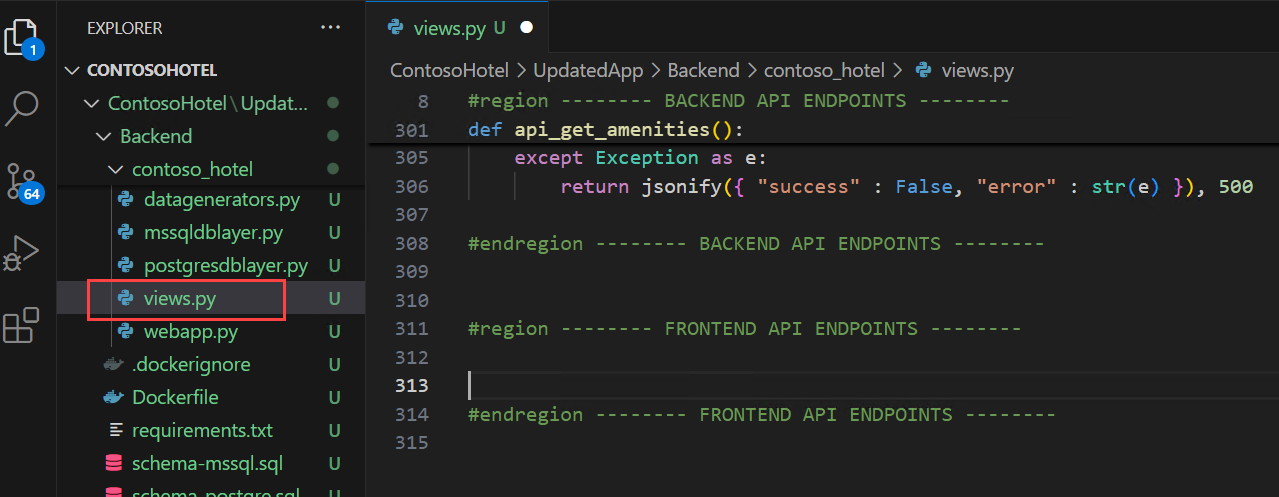 EXPLORER
1
CONTOSOHOTEL
ContosoHotel\Updat...
Backend
contoso_hotel
datagenerators.py U
mssqldblayer.py U
64
postgresdblayer.py U
views.py U
webapp.py U
.dockerignore U
Dockerfile U
requirements.txt U
schema-mssql.sql U
schema-postgre.sql U
views.py U
ContosoHotel > UpdatedApp > Backend > contoso_hotel > views.py
8 #region -------- BACKEND API ENDPOINTS --------
301 def api_get_amenities():
305 except Exception as e:
306 return jsonify({ "success" : False, "error" : str(e) }), 500
307
308 #endregion -------- BACKEND API ENDPOINTS --------
309
310
311 #region -------- FRONTEND API ENDPOINTS --------
312
313
314 #endregion -------- FRONTEND API ENDPOINTS --------
315